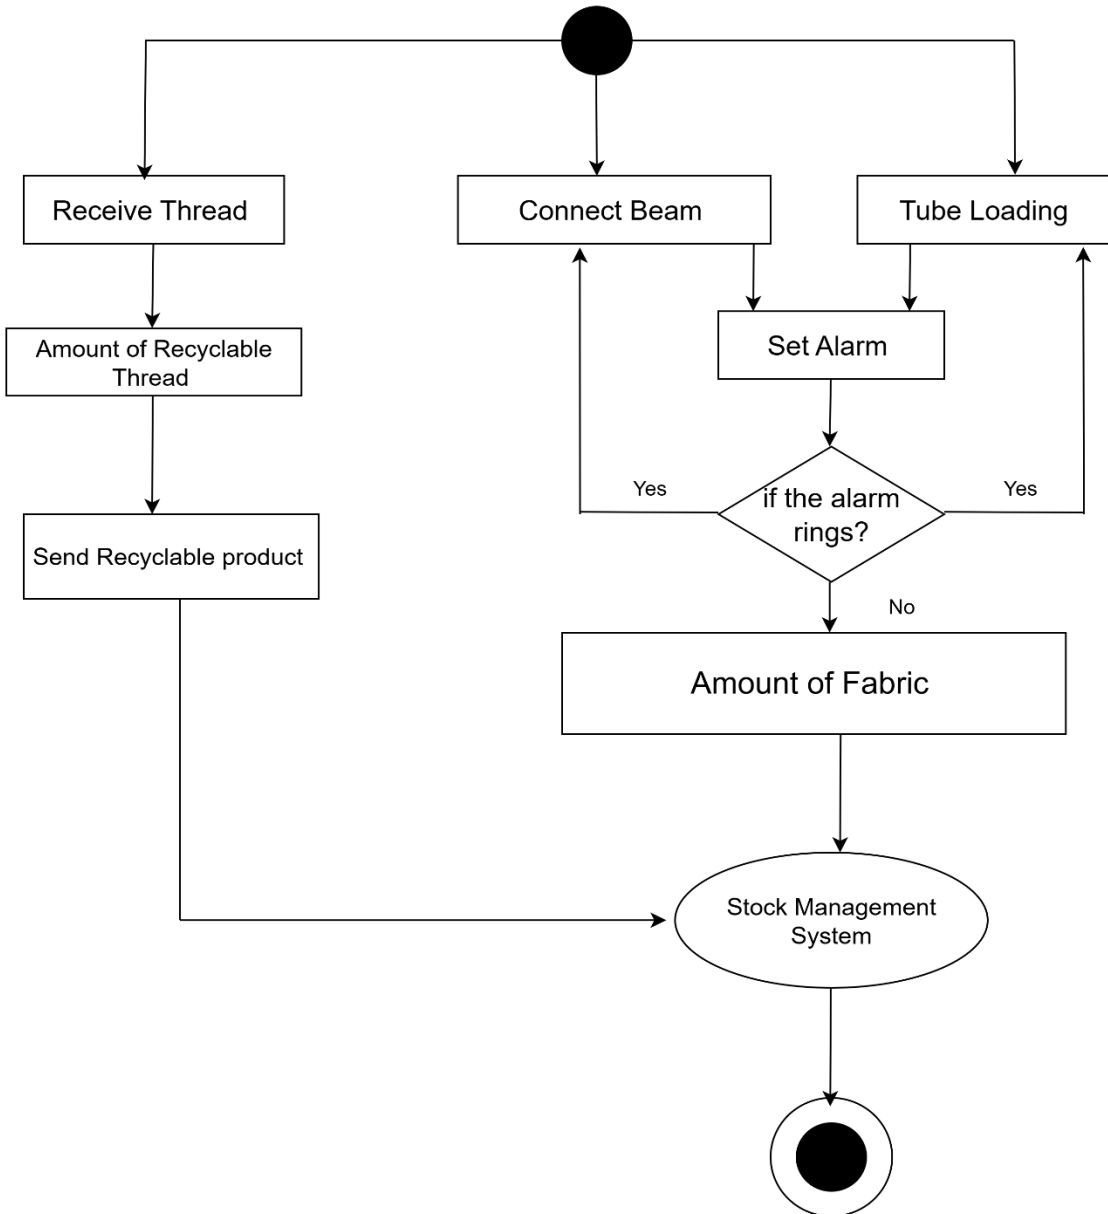 Receive Thread
Connect Beam
Tube Loading
Amount of Recyclable
Thread
Set Alarm
Yes
if the alarm
rings?
Yes
Send Recyclable product
No
Amount of Fabric
Stock Management
System